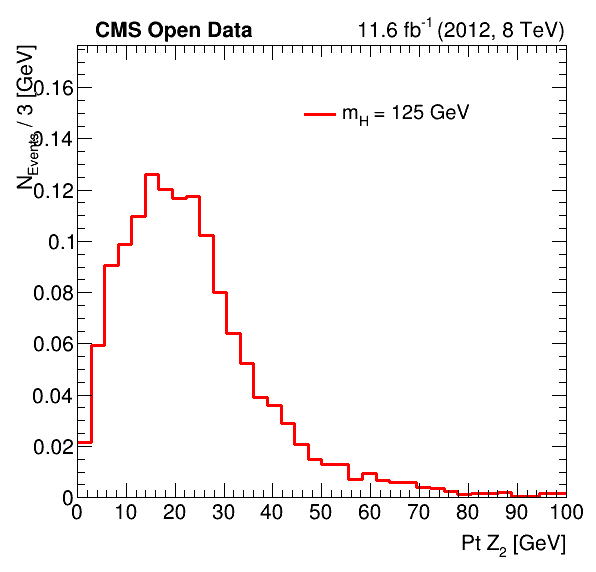 CMS Open Data
11.6 fb⁻¹ (2012, 8 TeV)
N_Events / 3 [GeV]
m_H = 125 GeV
0.16
0.14
0.12
0.1
0.08
0.06
0.04
0.02
0
0 10 20 30 40 50 60 70 80 90 100
Pt Z₂ [GeV]